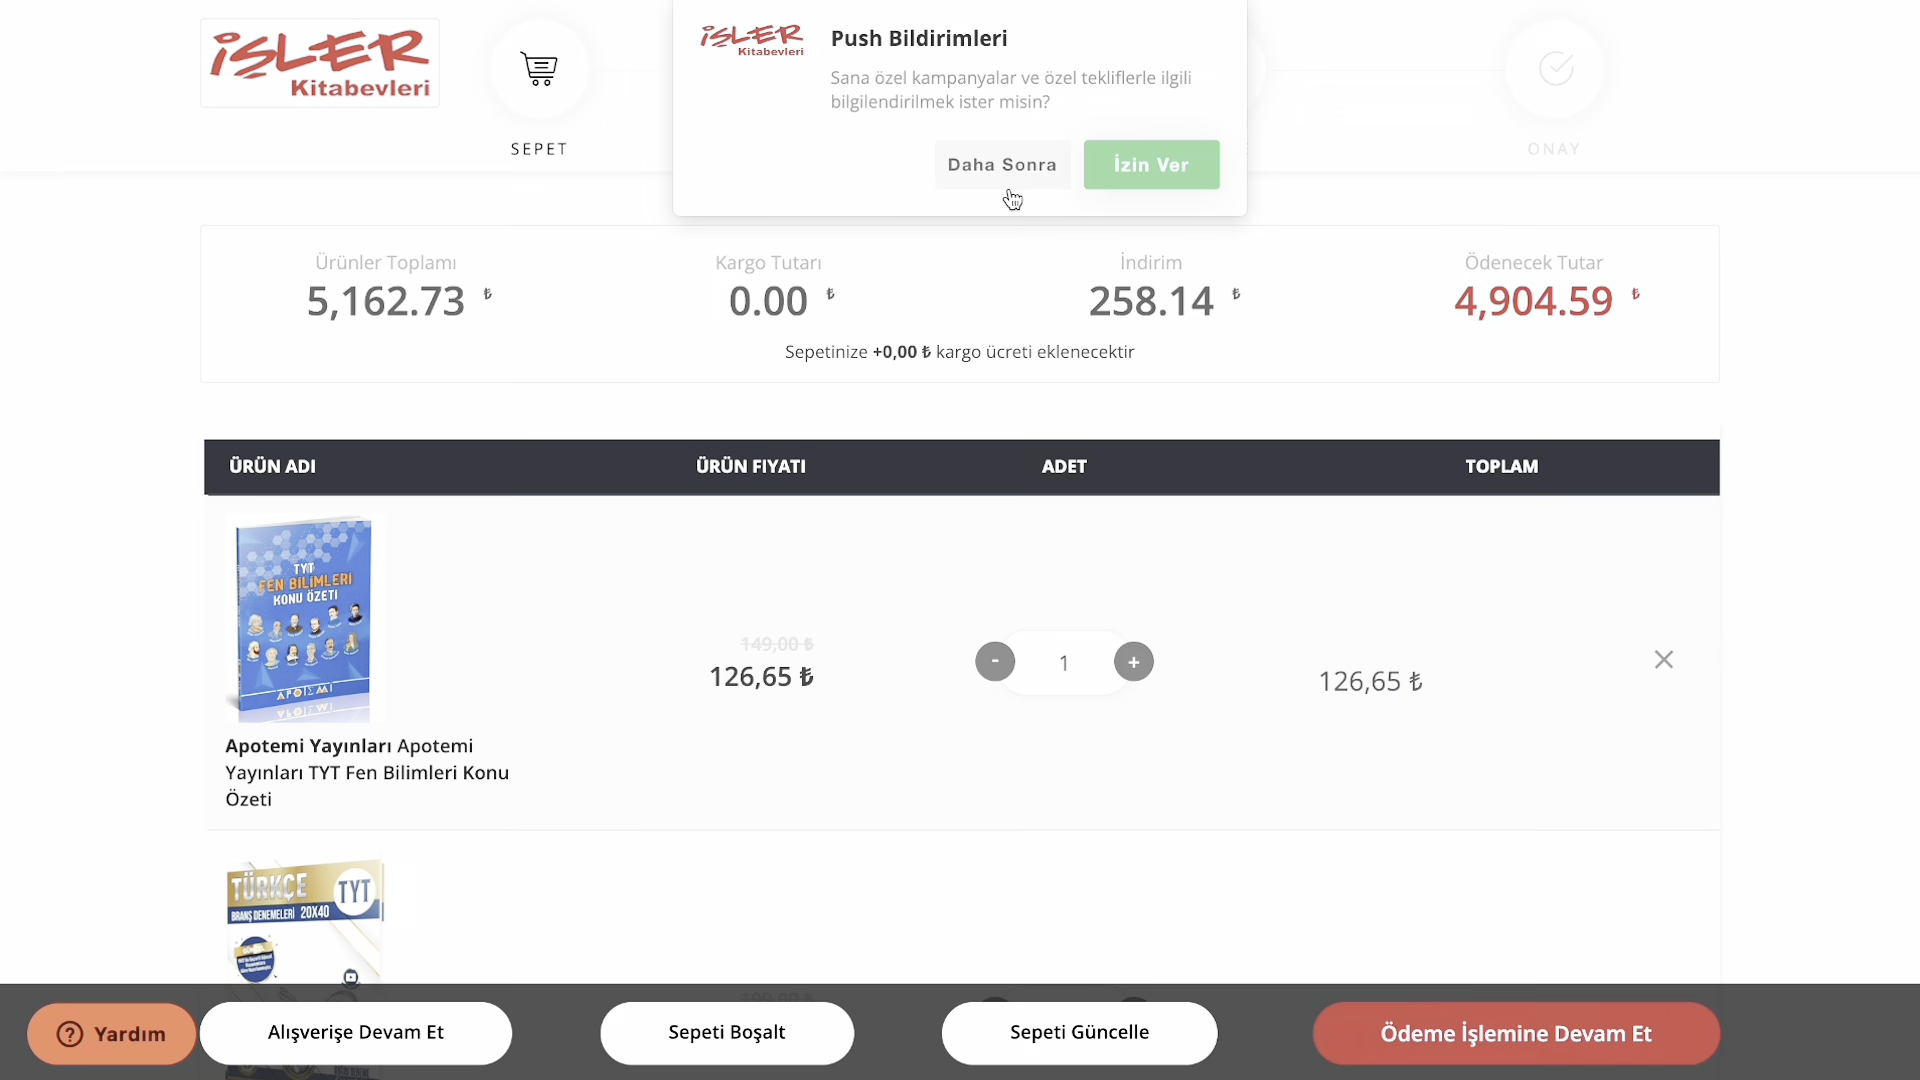 İŞLER
Kitabevleri
SEPET
İŞLER
Kitabevleri
Push Bildirimleri
Sana özel kampanyalar ve özel tekliflerle ilgili
bilgilendirilmek ister misin?
Daha Sonra
İzin Ver
ONAY
Ürünler Toplamı
5,162.73 ₺
Kargo Tutarı
0.00 ₺
İndirim
258.14 ₺
Ödenecek Tutar
4,904.59 ₺
Sepetinize +0,00 ₺ kargo ücreti eklenecektir
ÜRÜN ADI
ÜRÜN FIYATI
ADET
TOPLAM
TYT
FEN BİLİMLERİ
KONU ÖZETİ
APOTEMİ
149,00 ₺
126,65 ₺
-
1
+
126,65 ₺
Apotemi Yayınları Apotemi
Yayınları TYT Fen Bilimleri Konu
Özeti
TÜRKÇE
TYT
BRANŞ DENEMELERİ 20X40
? Yardım
Alışverişe Devam Et
Sepeti Boşalt
Sepeti Güncelle
Ödeme İşlemine Devam Et